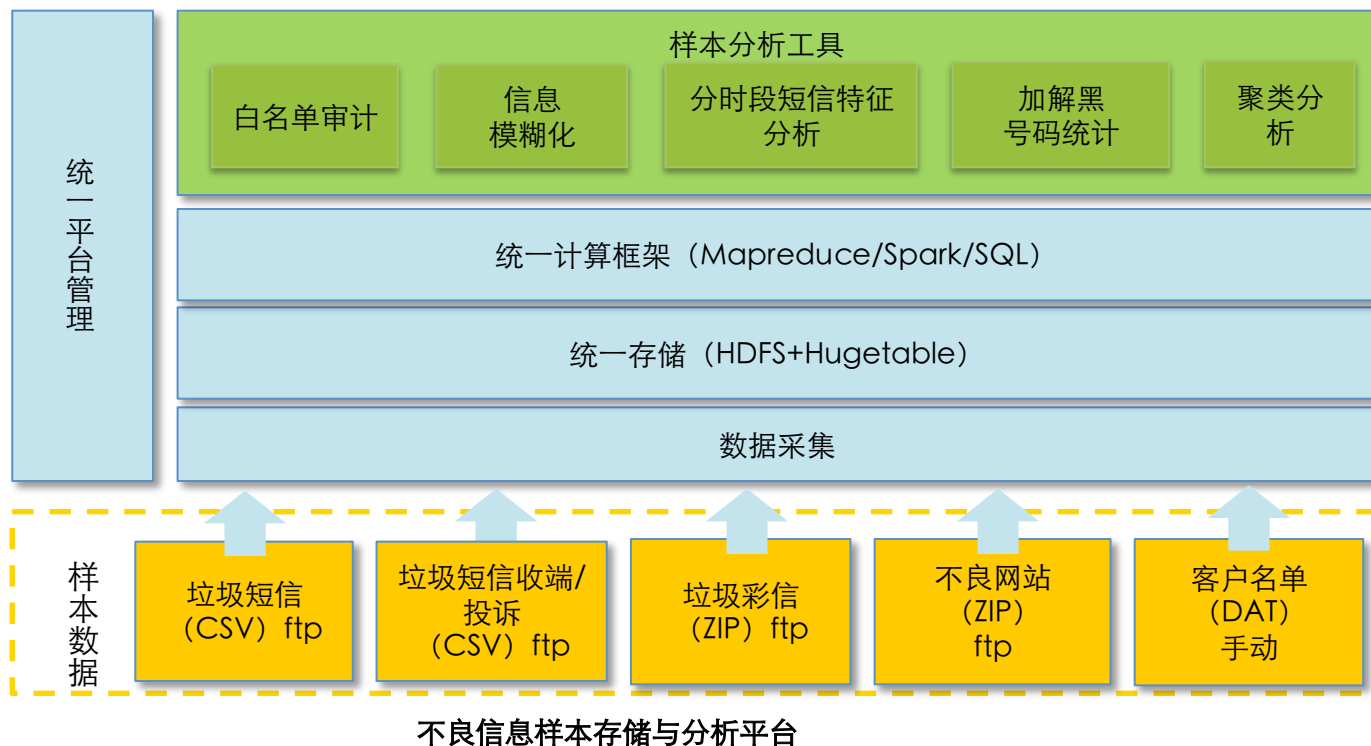 统一平台管理
样本分析工具
白名单审计
信息
模糊化
分时段短信特征
分析
加解黑
号码统计
聚类分
析
统一计算框架（Mapreduce/Spark/SQL）
统一存储（HDFS+Hugetable）
数据采集
样本数据
垃圾短信
（CSV）ftp
垃圾短信收端/
投诉
（CSV）ftp
垃圾彩信
（ZIP）ftp
不良网站
（ZIP）
ftp
客户名单
（DAT）
手动
不良信息样本存储与分析平台